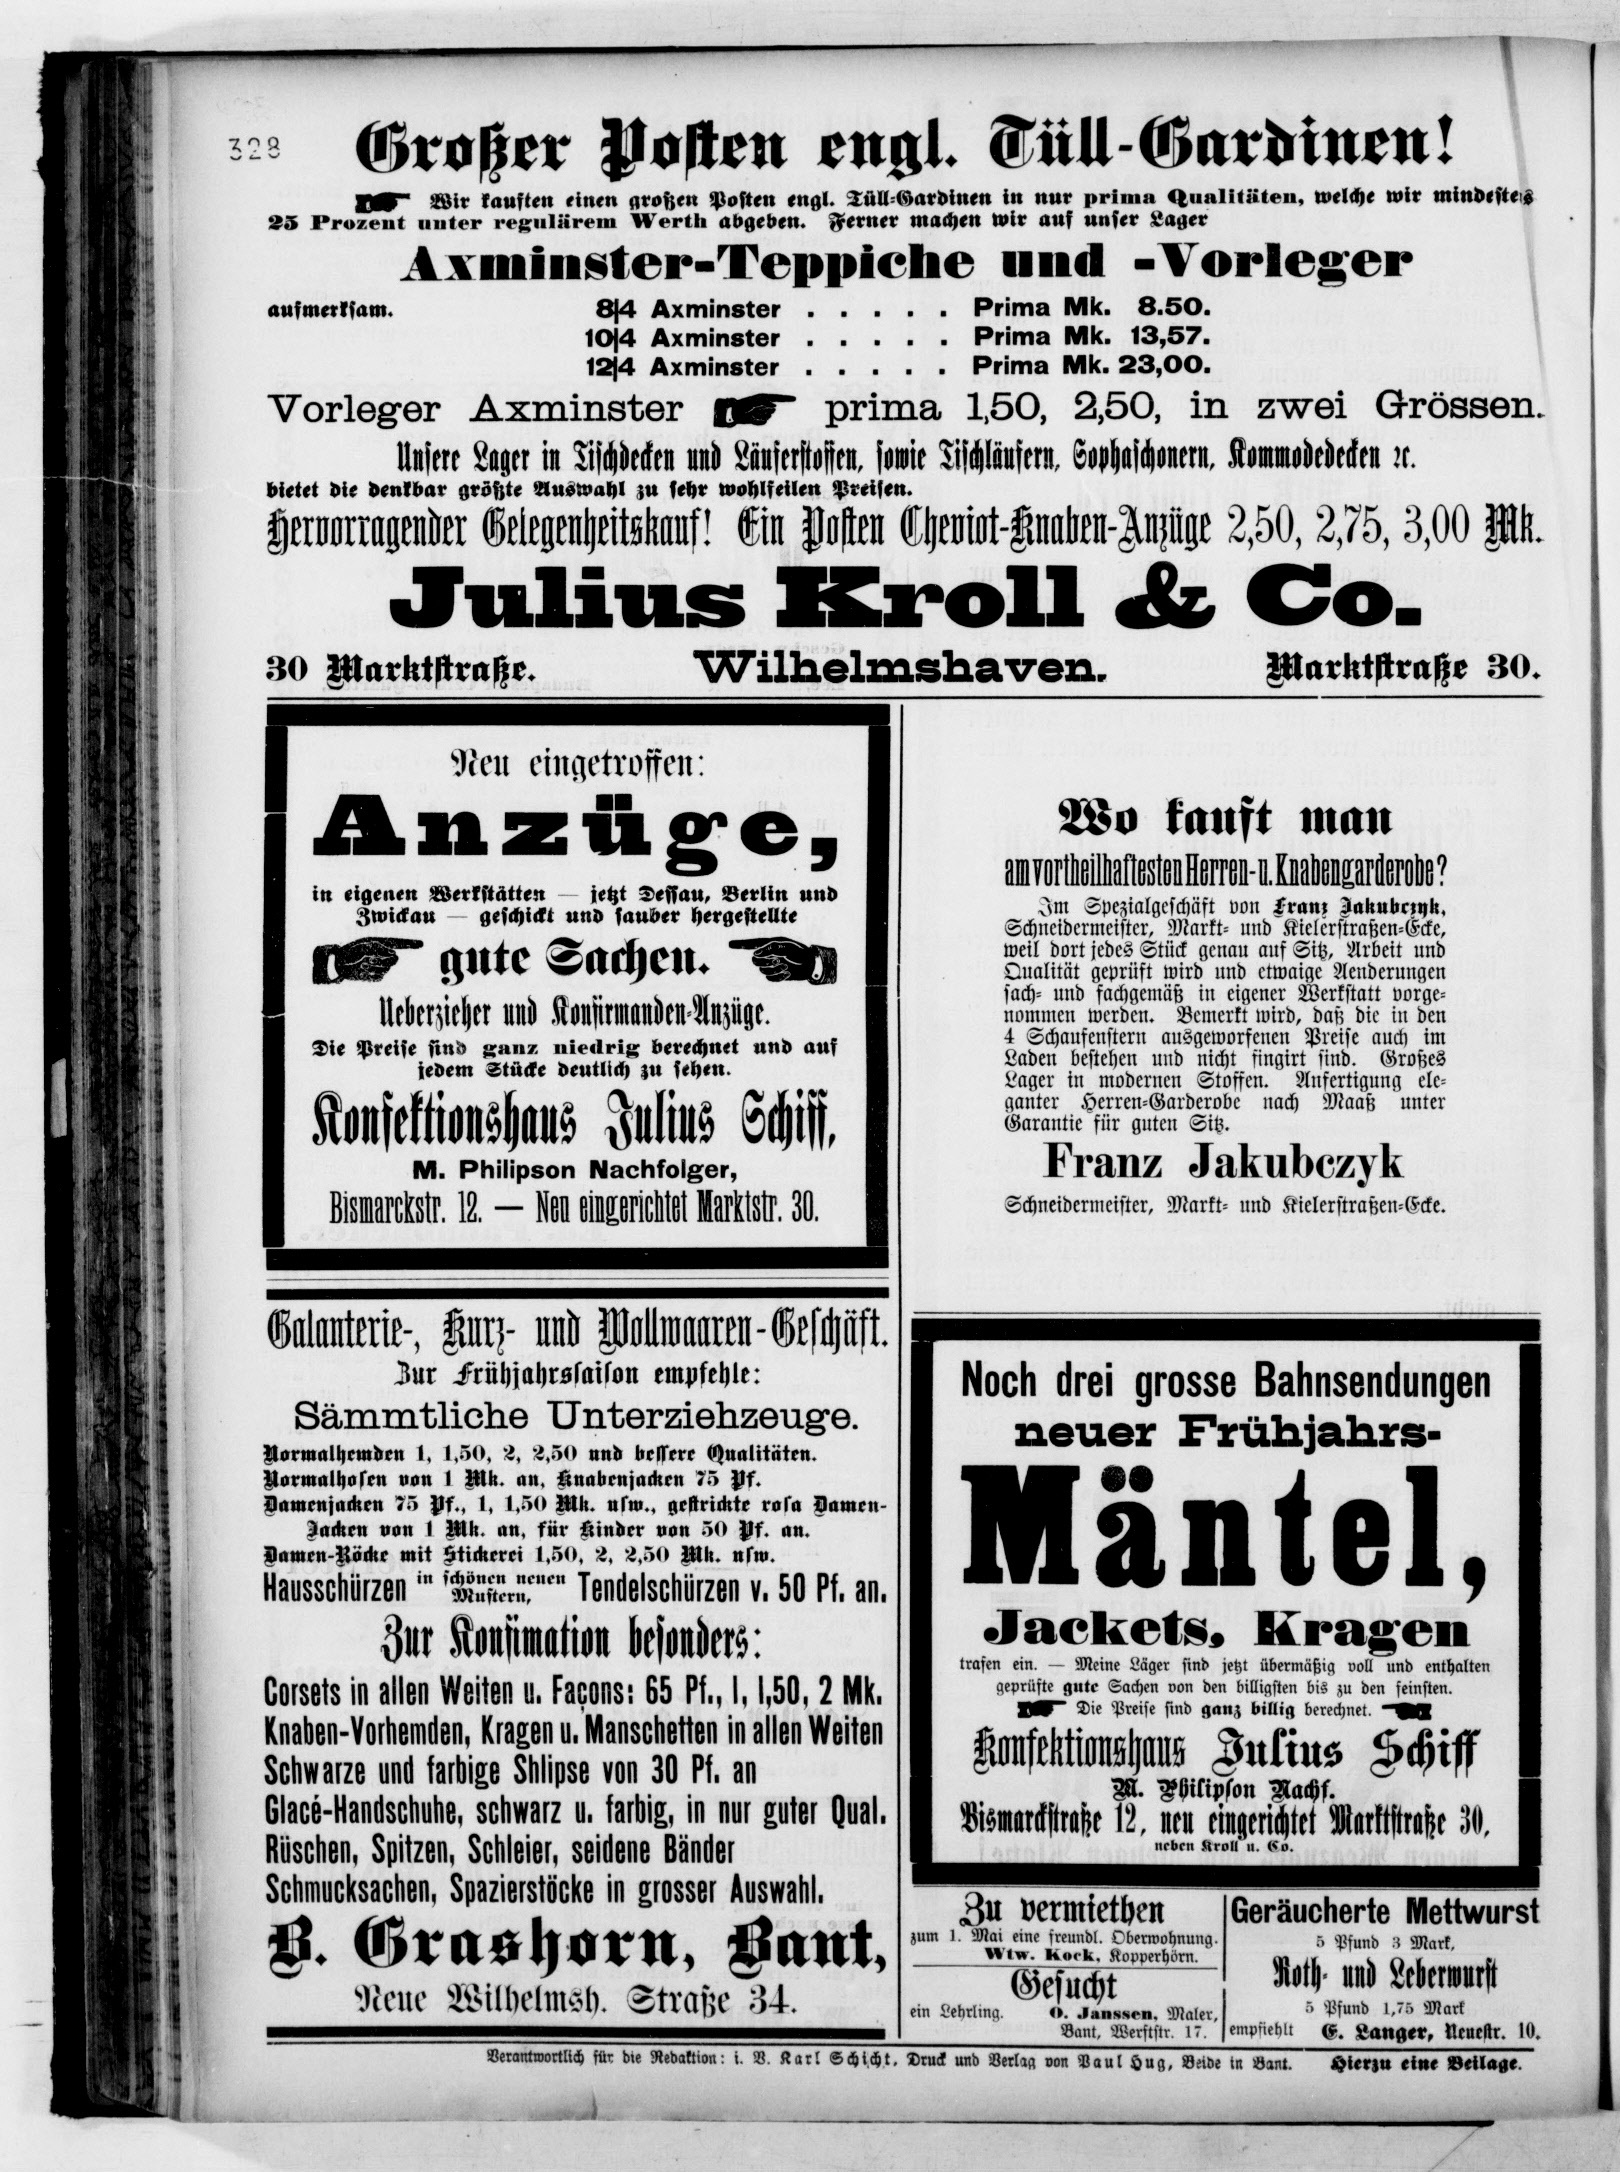 328
Großer Posten engl. Tüll-Gardinen!
Wir kauften einen großen Posten engl. Tüll-Gardinen in nur prima Qualitäten, welche wir mindestens
25 Prozent unter regulärem Werth abgeben. Ferner machen wir auf unser Lager
Axminster-Teppiche und -Vorleger
aufmerksam. 8|4 Axminster . . . . . Prima Mk. 8.50.
10|4 Axminster . . . . . Prima Mk. 13,57.
12|4 Axminster . . . . . Prima Mk. 23,00.
Vorleger Axminster prima 1,50, 2,50, in zwei Grössen.
Unsere Lager in Tischdecken und Läuferstoffen, sowie Tischläufern, Sophaschonern, Kommodedecken ꝛc.
bietet die denkbar größte Auswahl zu sehr wohlfeilen Preisen.
Hervorragender Gelegenheitskauf! Ein Posten Cheviot-Knaben-Anzüge 2,50, 2,75, 3,00 Mk.
Julius Kroll & Co.
30 Marktstraße. Wilhelmshaven. Marktstraße 30.
Neu eingetroffen:
Anzüge,
in eigenen Werkstätten — jetzt Dessau, Berlin und
Zwickau — geschickt und sauber hergestellte
gute Sachen.
Ueberzieher und Konfirmanden-Anzüge.
Die Preise sind ganz niedrig berechnet und auf
jedem Stücke deutlich zu sehen.
Konfektionshaus Julius Schiff,
M. Philipson Nachfolger,
Bismarckstr. 12. — Neu eingerichtet Marktstr. 30.
Galanterie-, Kurz- und Wollwaaren-Geschäft.
Zur Frühjahrssaison empfehle:
Sämmtliche Unterziehzeuge.
Normalhemden 1, 1,50, 2, 2,50 und bessere Qualitäten.
Normalhosen von 1 Mk. an, Knabenjacken 75 Pf.
Damenjacken 75 Pf., 1, 1,50 Mk. usw., gestrickte rosa Damen-
Jacken von 1 Mk. an, für Kinder von 50 Pf. an.
Damen-Röcke mit Stickerei 1,50, 2, 2,50 Mk. usw.
Hausschürzen in schönen neuen Mustern, Tendelschürzen v. 50 Pf. an.
Zur Konfimation besonders:
Corsets in allen Weiten u. Façons: 65 Pf., 1, 1,50, 2 Mk.
Knaben-Vorhemden, Kragen u. Manschetten in allen Weiten
Schwarze und farbige Shlipse von 30 Pf. an
Glacé-Handschuhe, schwarz u. farbig, in nur guter Qual.
Rüschen, Spitzen, Schleier, seidene Bänder
Schmucksachen, Spazierstöcke in grosser Auswahl.
B. Grashorn, Bant,
Neue Wilhelmsh. Straße 34.
Wo kauft man
am vortheilhaftesten Herren- u. Knabengarderobe?
Im Spezialgeschäft von Franz Jakubczyk,
Schneidermeister, Markt- und Kielerstraßen-Ecke,
weil dort jedes Stück genau auf Sitz, Arbeit und
Qualität geprüft wird und etwaige Aenderungen
sach- und fachgemäß in eigener Werkstatt vorge-
nommen werden. Bemerkt wird, daß die in den
4 Schaufenstern ausgeworfenen Preise auch im
Laden bestehen und nicht fingirt sind. Großes
Lager in modernen Stoffen. Anfertigung ele-
ganter Herren-Garderobe nach Maaß unter
Garantie für guten Sitz.
Franz Jakubczyk
Schneidermeister, Markt- und Kielerstraßen-Ecke.
Noch drei grosse Bahnsendungen
neuer Frühjahrs-
Mäntel,
Jackets, Kragen
trafen ein. — Meine Läger sind jetzt übermäßig voll und enthalten
geprüfte gute Sachen von den billigsten bis zu den feinsten.
Die Preise sind ganz billig berechnet.
Konfektionshaus Julius Schiff
M. Philipson Nachf.
Bismarckstraße 12, neu eingerichtet Marktstraße 30,
neben Kroll u. Co.
Zu vermiethen
zum 1. Mai eine freundl. Oberwohnung.
Wtw. Kock, Kopperhörn.
Gesucht
ein Lehrling. O. Janssen, Maler,
Bant, Werftstr. 17.
Geräucherte Mettwurst
5 Pfund 3 Mark,
Roth- und Leberwurst
5 Pfund 1,75 Mark
empfiehlt E. Langer, Neuestr. 10.
Verantwortlich für die Redaktion: i. V. Karl Schicht, Druck und Verlag von Paul Hug, Beide in Bant. Hierzu eine Beilage.